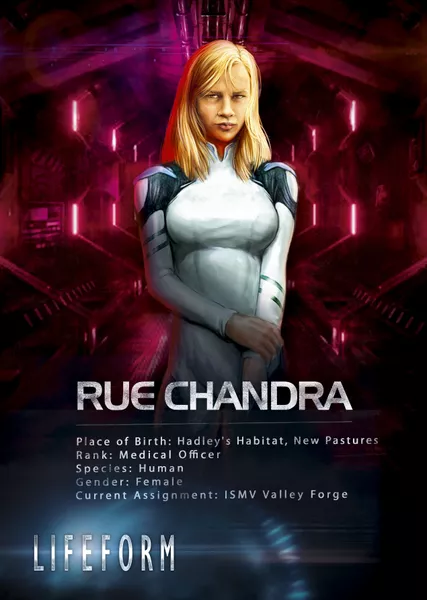 RUE CHANDRA
Place of Birth: Hadley's Habitat, New Pastures
Rank: Medical Officer
Species: Human
Gender: Female
Current Assignment: ISMV Valley Forge
LIFEFORM